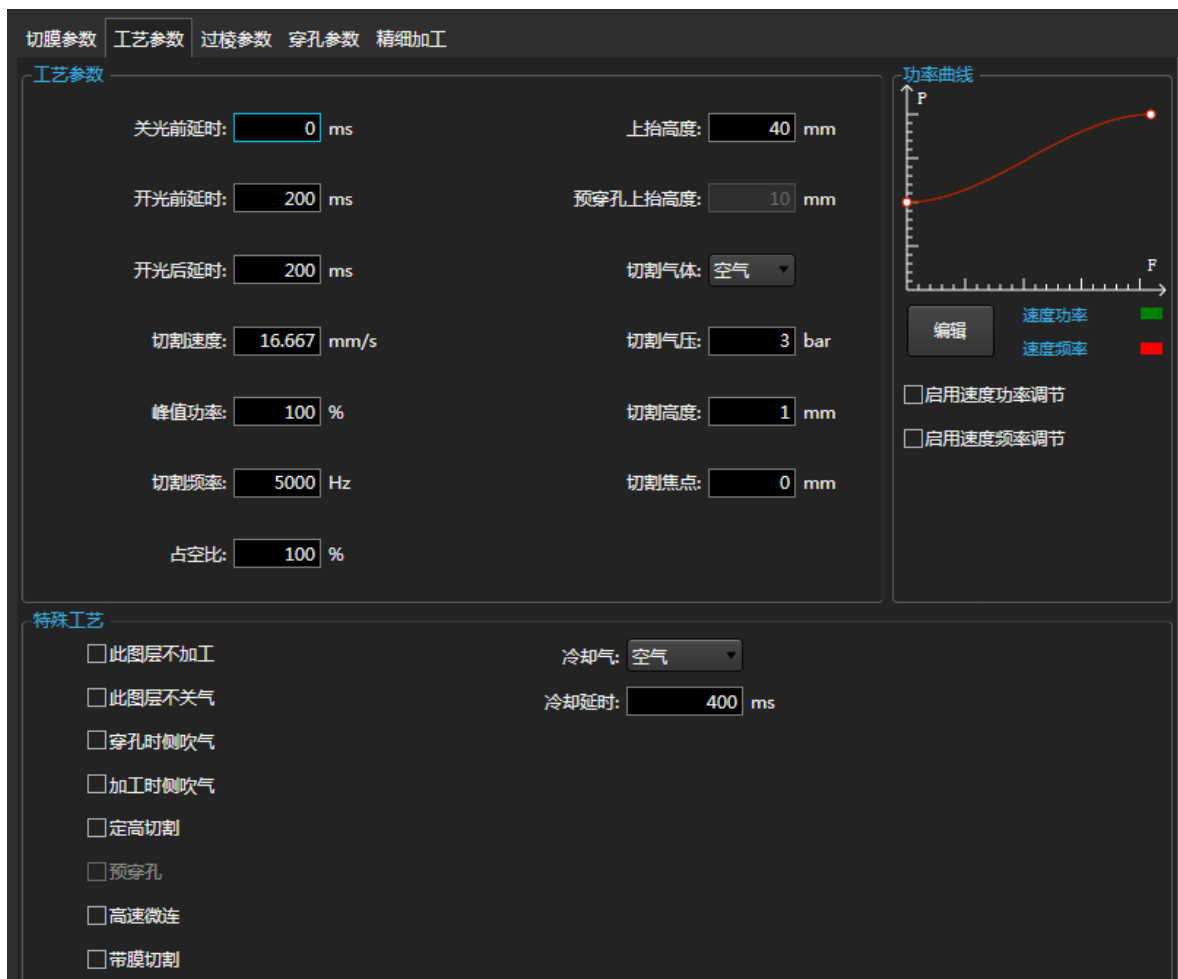 切膜参数 工艺参数 过棱参数 穿孔参数 精细加工
工艺参数
关光前延时: 0 ms
上抬高度: 40 mm
开光前延时: 200 ms
预穿孔上抬高度: 10 mm
开光后延时: 200 ms
切割气体: 空气
切割速度: 16.667 mm/s
切割气压: 3 bar
峰值功率: 100 %
切割高度: 1 mm
切割频率: 5000 Hz
切割焦点: 0 mm
占空比: 100 %
功率曲线
P
F
编辑
速度功率
速度频率
启用速度功率调节
启用速度频率调节
特殊工艺
此图层不加工
冷却气: 空气
此图层不关气
冷却延时: 400 ms
穿孔时侧吹气
加工时侧吹气
定高切割
预穿孔
高速微连
带膜切割